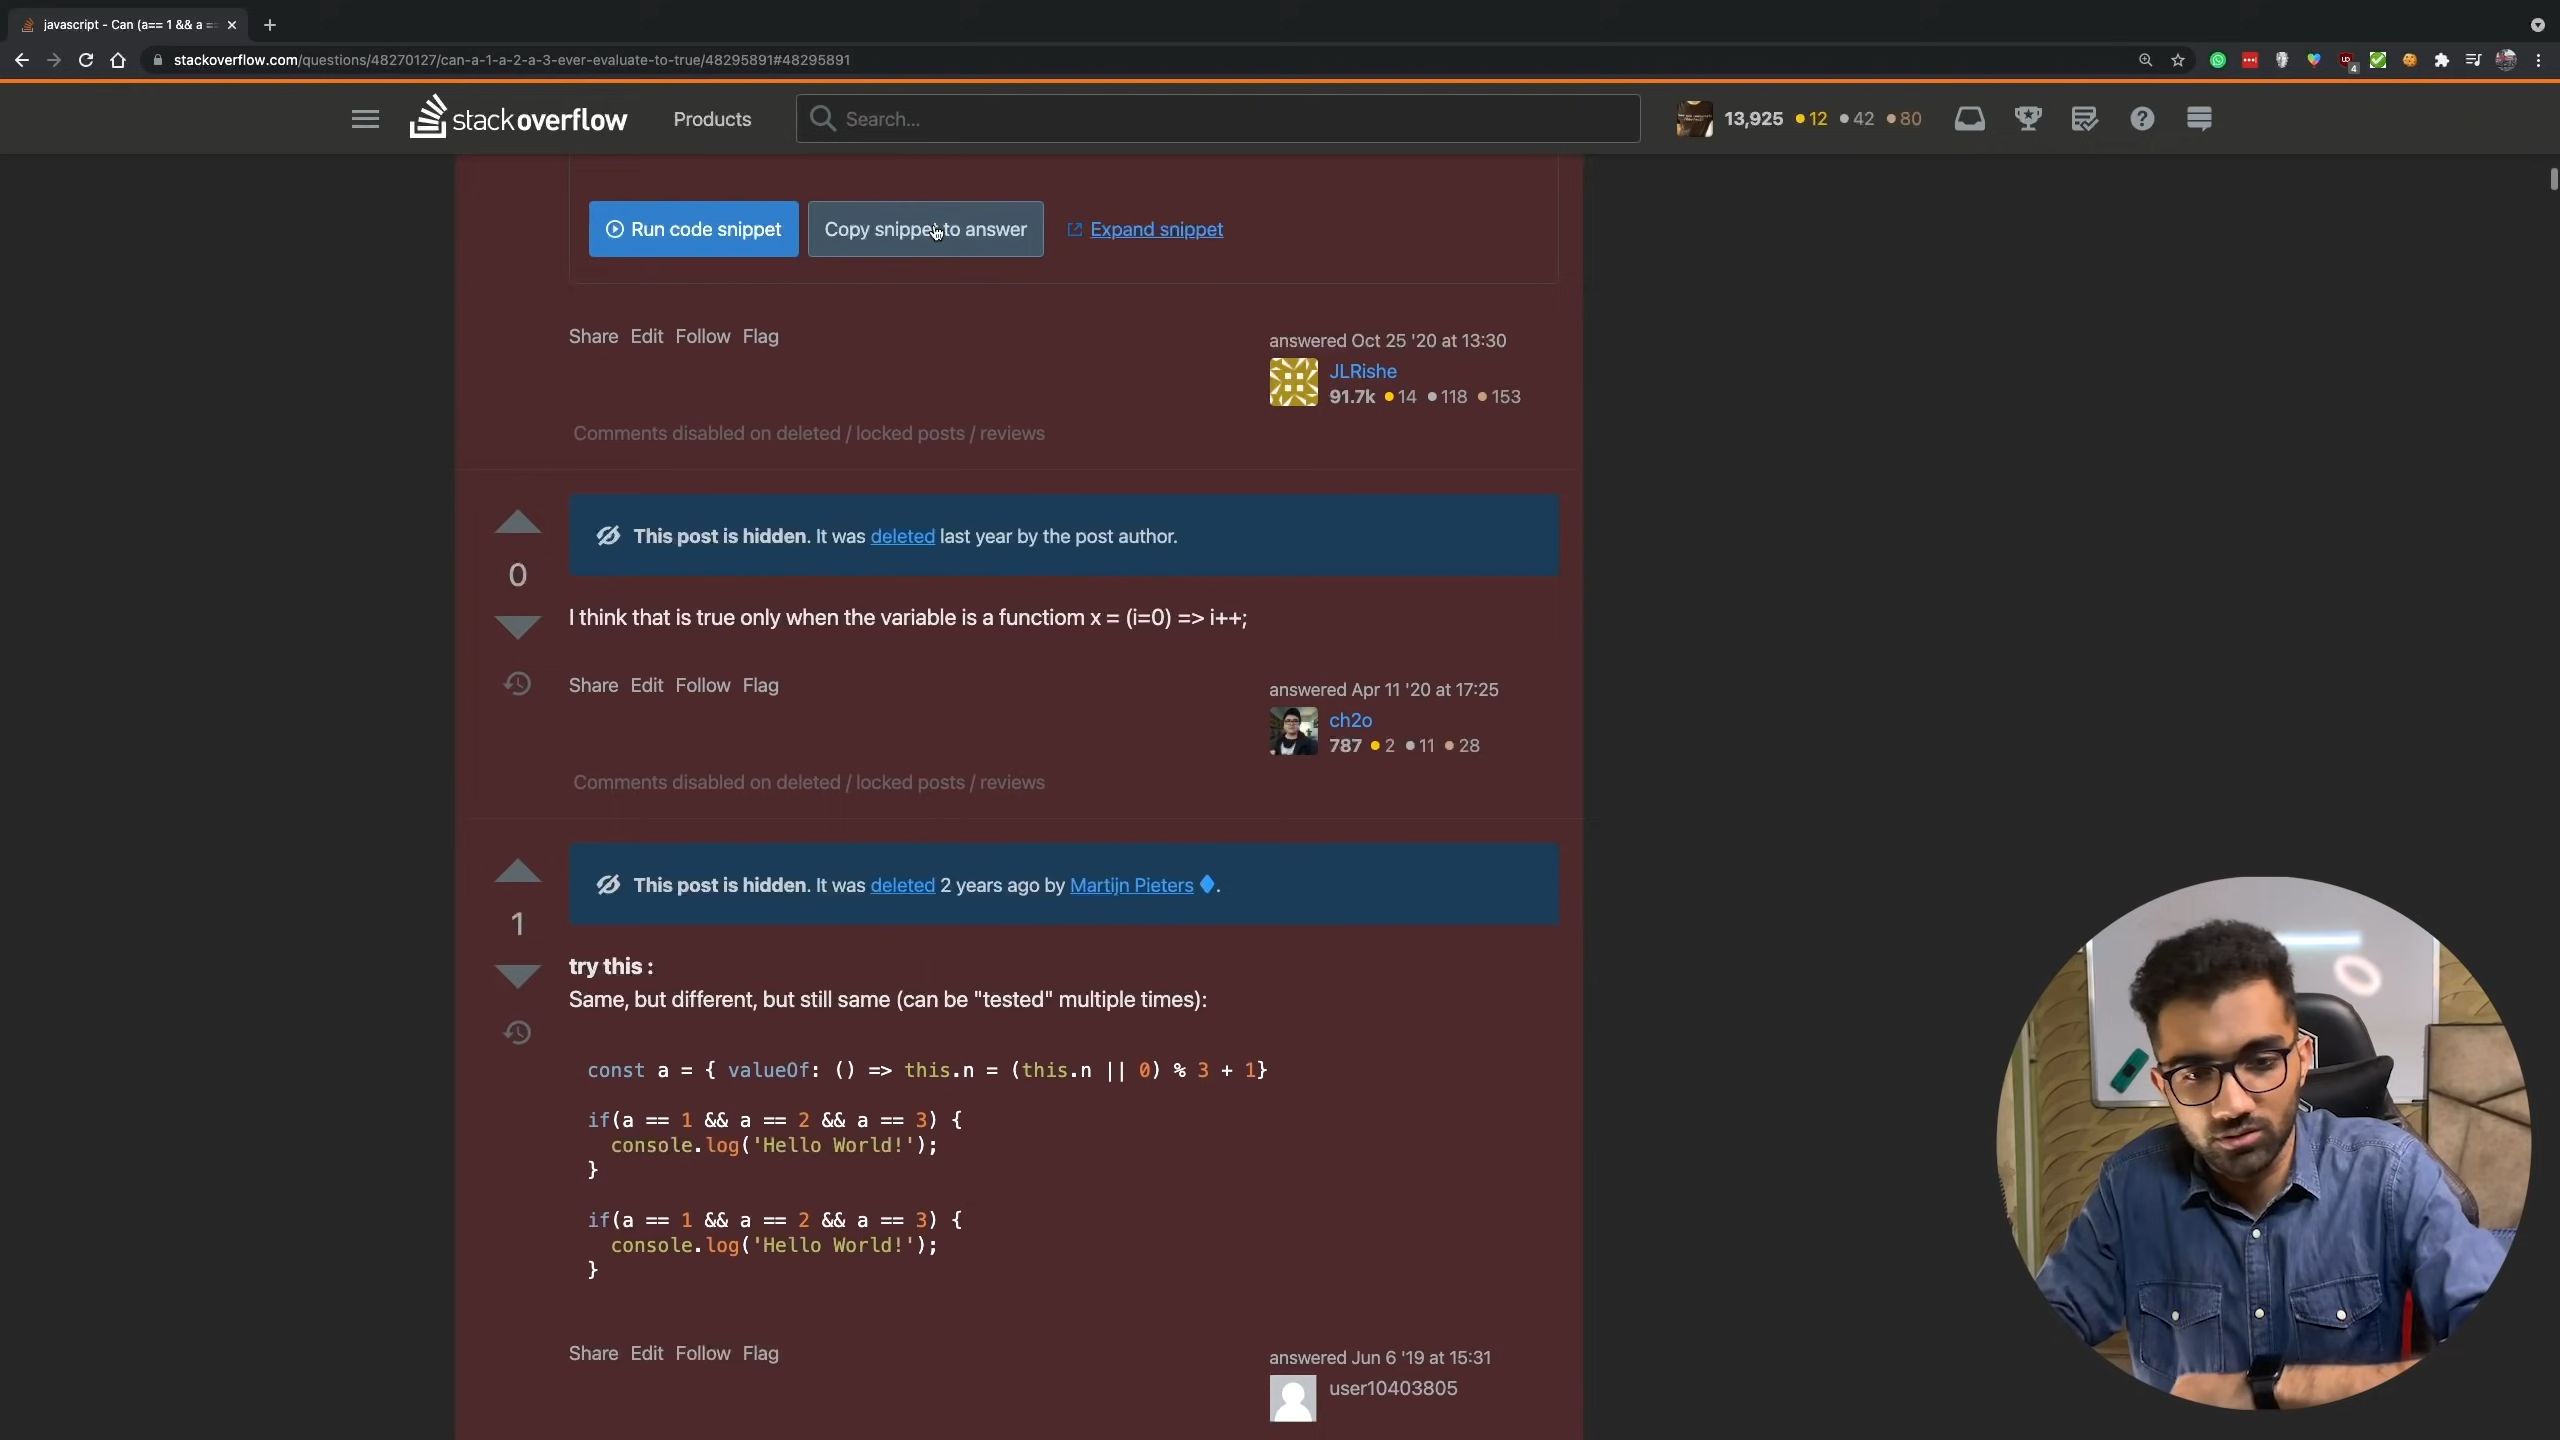 javascript - Can (a== 1 && a ==
stackoverflow.com/questions/48270127/can-a-1-a-2-a-3-ever-evaluate-to-true/48295891#48295891
4
stackoverflow
Products
Search...
13,925 12 42 80
Run code snippet
Copy snippet to answer
Expand snippet
Share Edit Follow Flag
answered Oct 25 '20 at 13:30
JLRishe
91.7k 14 118 153
Comments disabled on deleted / locked posts / reviews
This post is hidden. It was deleted last year by the post author.
0
I think that is true only when the variable is a functiom x = (i=0) => i++;
Share Edit Follow Flag
answered Apr 11 '20 at 17:25
ch2o
787 2 11 28
Comments disabled on deleted / locked posts / reviews
This post is hidden. It was deleted 2 years ago by Martijn Pieters ♦.
1
try this :
Same, but different, but still same (can be "tested" multiple times):
const a = { valueOf: () => this.n = (this.n || 0) % 3 + 1}
if(a == 1 && a == 2 && a == 3) {
console.log('Hello World!');
}
if(a == 1 && a == 2 && a == 3) {
console.log('Hello World!');
}
Share Edit Follow Flag
answered Jun 6 '19 at 15:31
user10403805